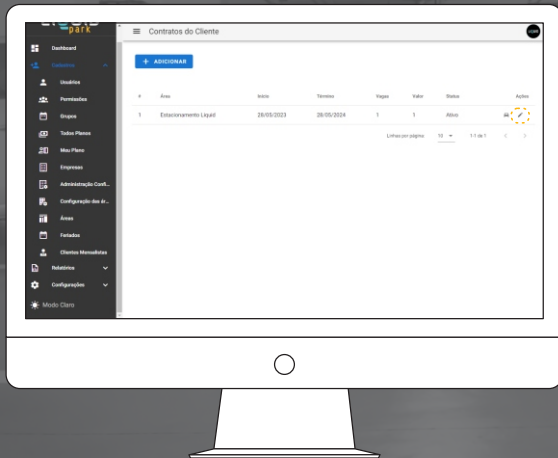 LIQUID
park
Contratos do Cliente
Dashboard
Cadastros
+ ADICIONAR
Usuários
Permissões
# Área Início Término Vagas Valor Status Ações
Grupos
1 Estacionamento Liquid 28/05/2023 28/05/2024 1 1 Ativo
Todos Planos
Linhas por página: 10 1-1 de 1
Meu Plano
Empresas
Administração Confi...
Configuração das ár...
Áreas
Feriados
Clientes Mensalistas
Relatórios
Configurações
Modo Claro